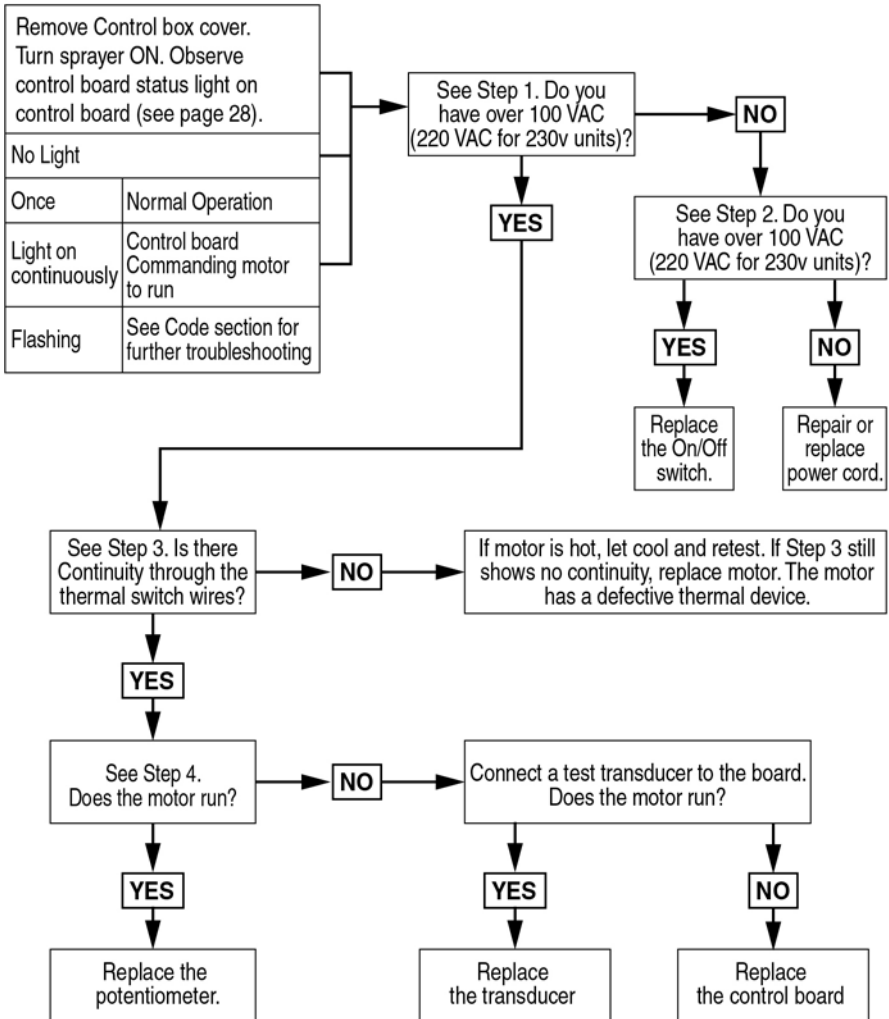 Remove Control box cover.
Turn sprayer ON. Observe
control board status light on
control board (see page 28).
No Light
Once
Normal Operation
Light on
continuously
Control board
Commanding motor
to run
Flashing
See Code section for
further troubleshooting
See Step 1. Do you
have over 100 VAC
(220 VAC for 230v units)?
NO
YES
See Step 2. Do you
have over 100 VAC
(220 VAC for 230v units)?
YES
NO
Replace
the On/Off
switch.
Repair or
replace
power cord.
See Step 3. Is there
Continuity through the
thermal switch wires?
NO
If motor is hot, let cool and retest. If Step 3 still
shows no continuity, replace motor. The motor
has a defective thermal device.
YES
See Step 4.
Does the motor run?
NO
Connect a test transducer to the board.
Does the motor run?
YES
YES
NO
Replace the
potentiometer.
Replace
the transducer
Replace
the control board